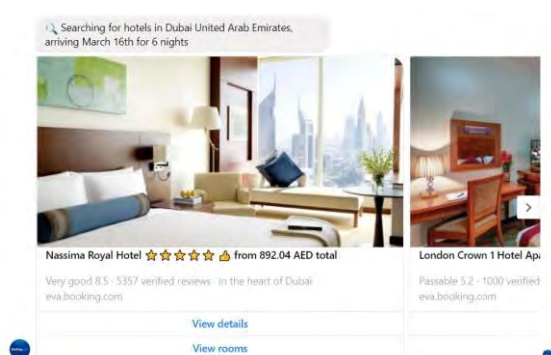 Searching for hotels in Dubai United Arab Emirates,
arriving March 16th for 6 nights
Nassima Royal Hotel ⭐⭐⭐⭐⭐👍 from 892.04 AED total
Very good 8.5 - 5357 verified reviews - in the heart of Dubai
eva.booking.com
View details
View rooms
London Crown 1 Hotel Apa
Passable 5.2 - 1000 verified
eva.booking.com